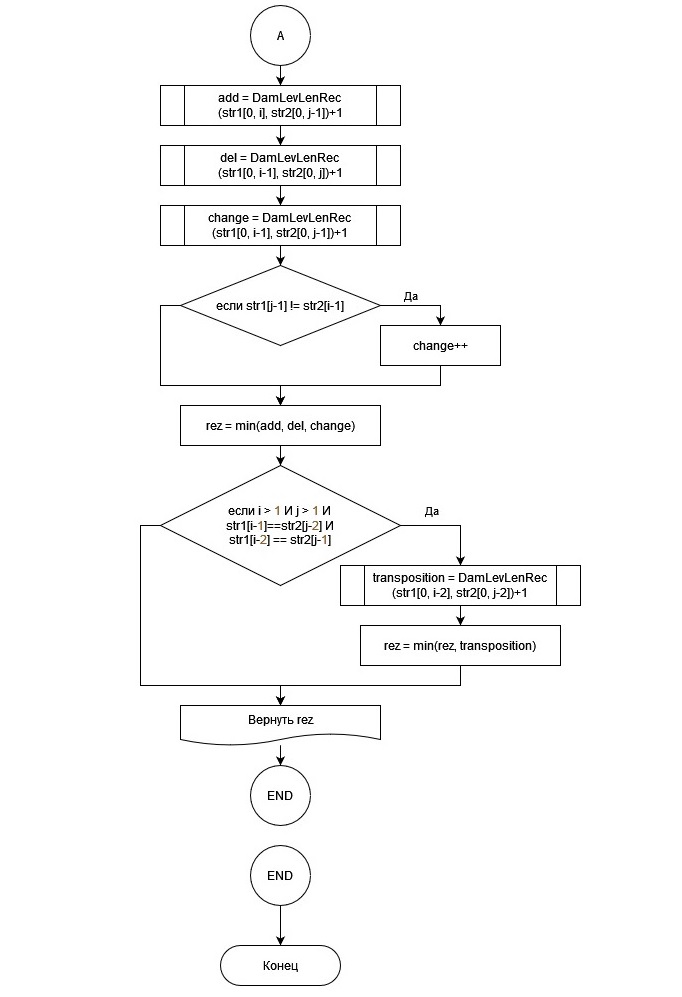 A
add = DamLevLenRec
(str1[0, i], str2[0, j-1])+1
del = DamLevLenRec
(str1[0, i-1], str2[0, j])+1
change = DamLevLenRec
(str1[0, i-1], str2[0, j-1])+1
если str1[j-1] != str2[i-1]
Да
change++
rez = min(add, del, change)
если i > 1 И j > 1 И
str1[i-1]==str2[j-2] И
str1[i-2] == str2[j-1]
Да
transposition = DamLevLenRec
(str1[0, i-2], str2[0, j-2])+1
rez = min(rez, transposition)
Вернуть rez
END
END
Конец